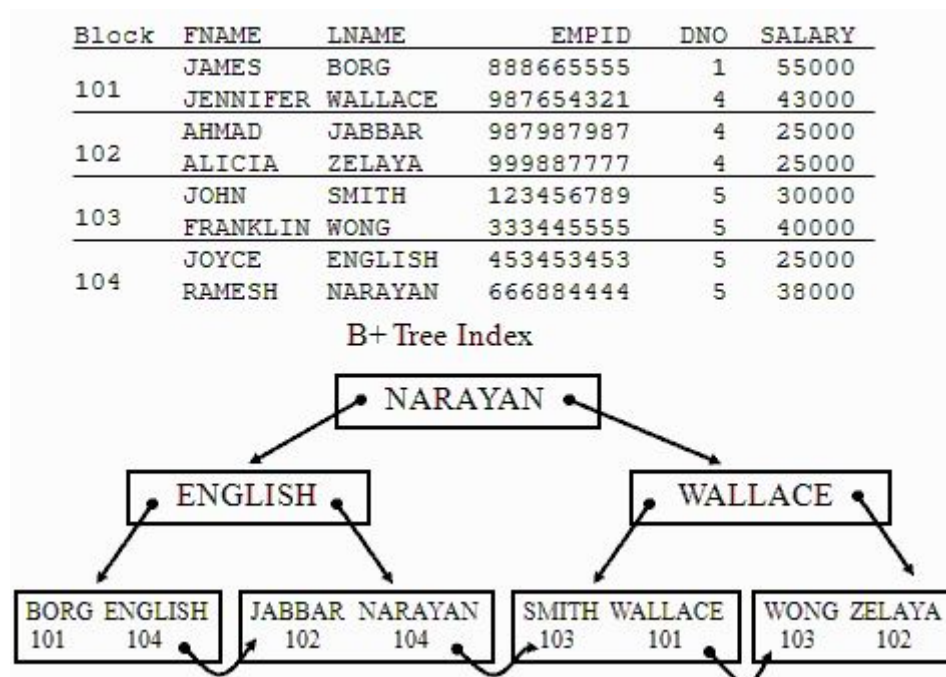 Block FNAME LNAME EMPID DNO SALARY
101 JAMES BORG 888665555 1 55000
JENNIFER WALLACE 987654321 4 43000
102 AHMAD JABBAR 987987987 4 25000
ALICIA ZELAYA 999887777 4 25000
103 JOHN SMITH 123456789 5 30000
FRANKLIN WONG 333445555 5 40000
104 JOYCE ENGLISH 453453453 5 25000
RAMESH NARAYAN 666884444 5 38000
B+ Tree Index
NARAYAN
ENGLISH WALLACE
BORG ENGLISH JABBAR NARAYAN SMITH WALLACE WONG ZELAYA
101 104 102 104 103 101 103 102